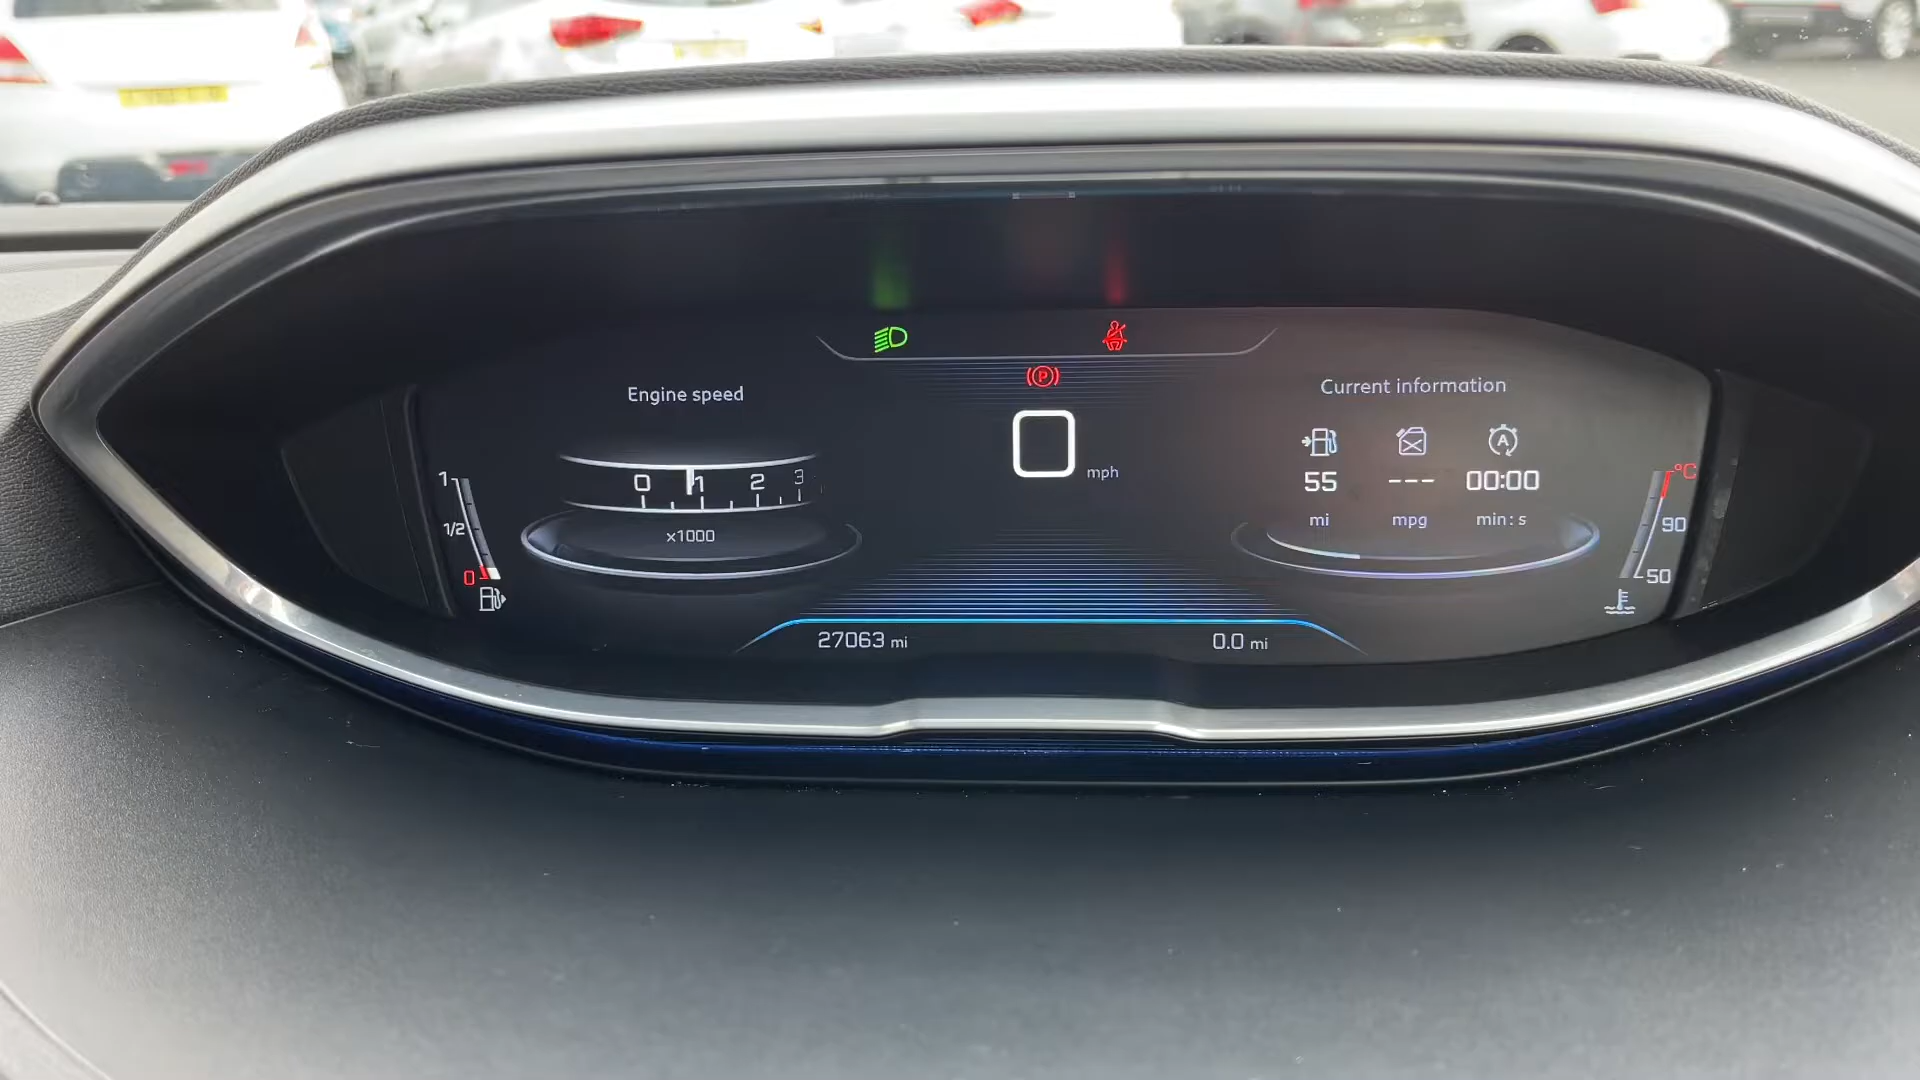 Engine speed
0 1 2 3
x1000
1
1/2
0
P
0 mph
Current information
A
55 --- 00:00
mi mpg min:s
°C
90
50
27063 mi
0.0 mi